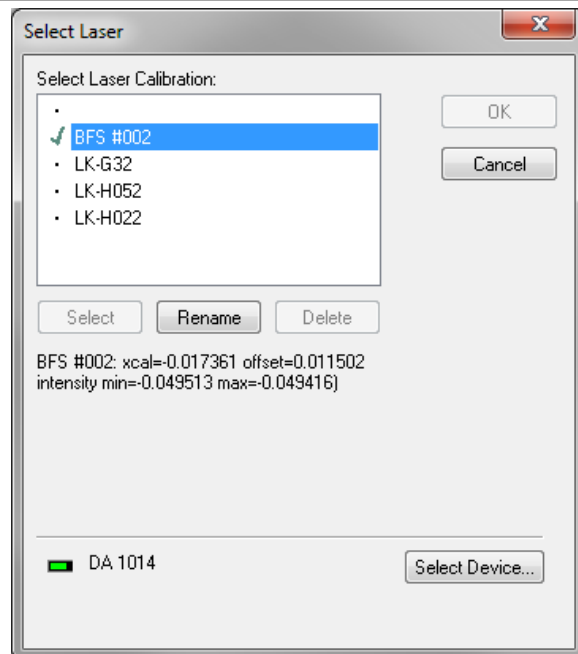 Select Laser
Select Laser Calibration:
BFS #002
LK-G32
LK-H052
LK-H022
OK
Cancel
Select
Rename
Delete
BFS #002: xcal=-0.017361 offset=0.011502
intensity min=-0.049513 max=-0.049416)
DA 1014
Select Device...